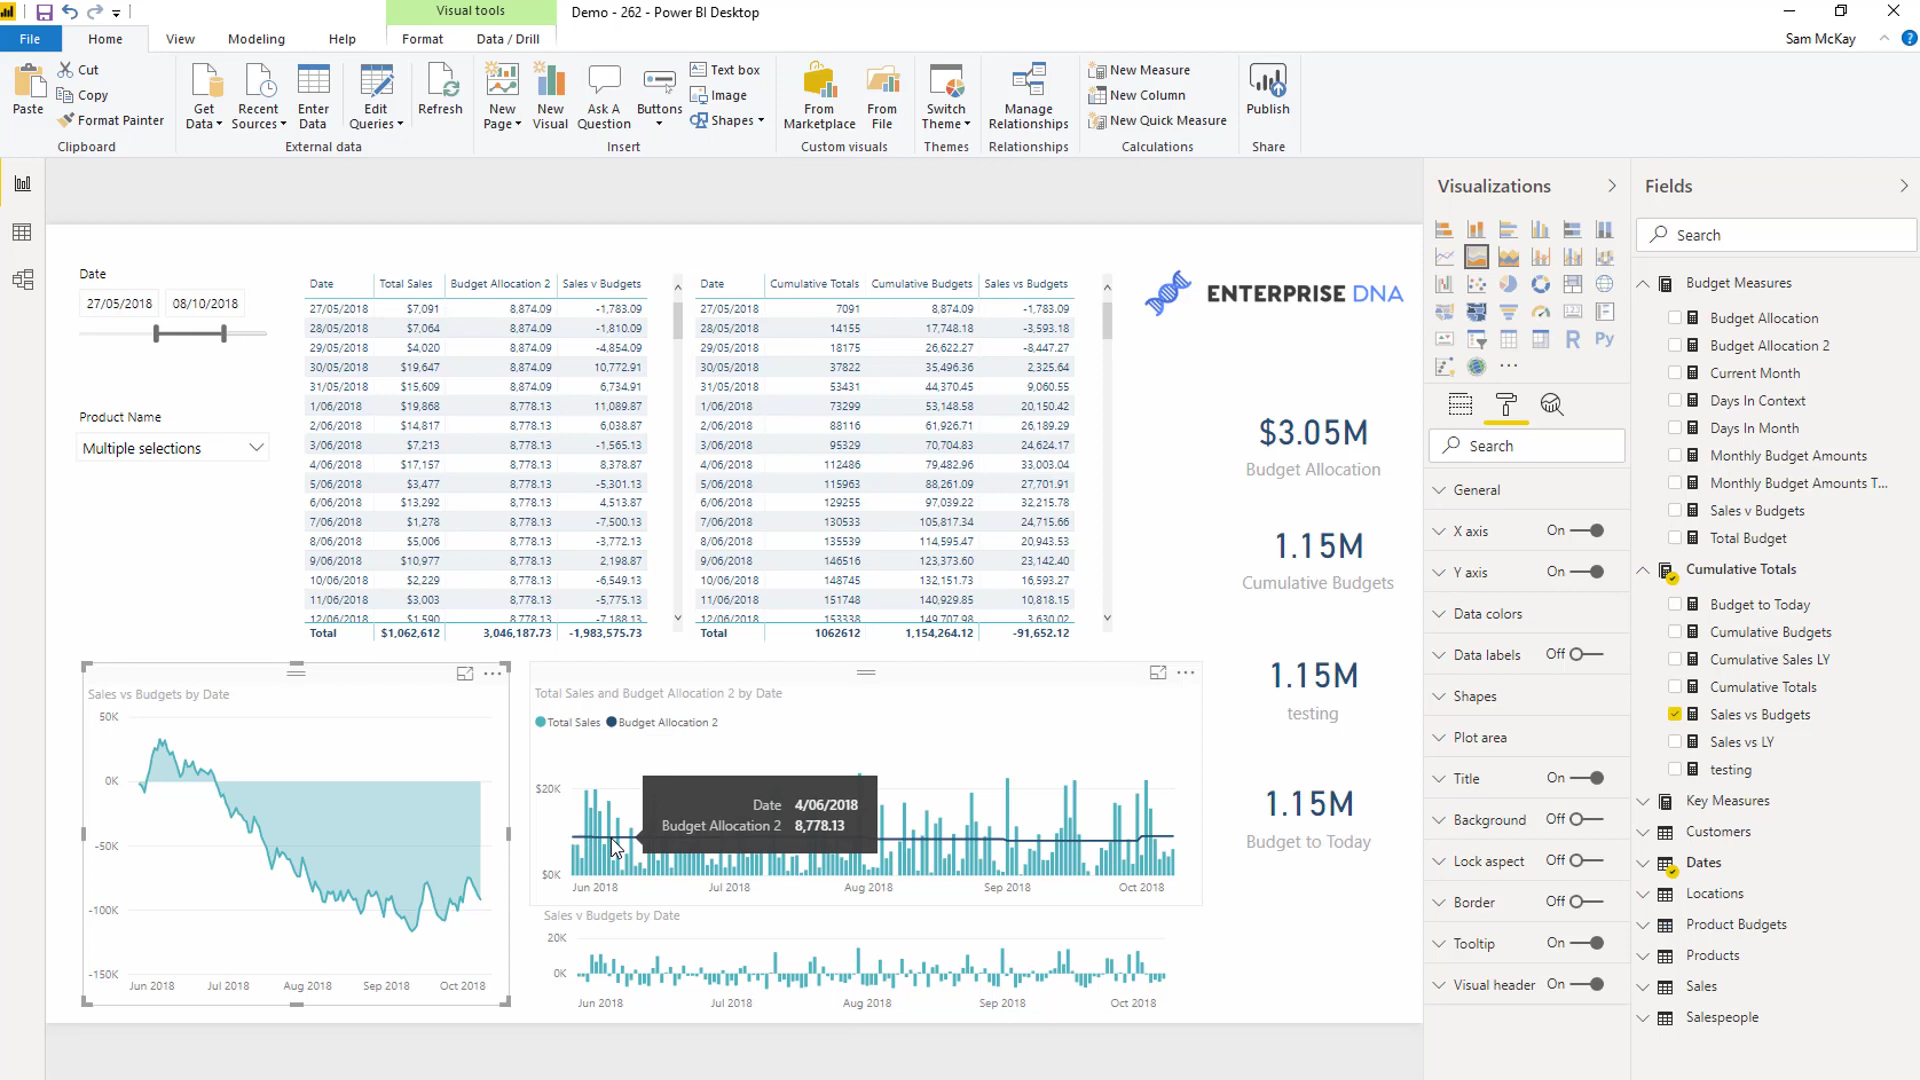 Visual tools
Demo - 262 - Power BI Desktop
File Home View Modeling Help Format Data / Drill
Sam McKay
?
Paste
Cut
Copy
Format Painter
Clipboard
Get Data
Recent Sources
Enter Data
Edit Queries
Refresh
External data
New Page
New Visual
Ask A Question
Buttons
Text box
Image
Shapes
Insert
From Marketplace
From File
Custom visuals
Switch Theme
Themes
Manage Relationships
Relationships
New Measure
New Column
New Quick Measure
Calculations
Publish
Share
Date
27/05/2018 08/10/2018
Product Name
Multiple selections
Date Total Sales Budget Allocation 2 Sales v Budgets
27/05/2018 $7,091 8,874.09 -1,783.09
28/05/2018 $7,064 8,874.09 -1,810.09
29/05/2018 $4,020 8,874.09 -4,854.09
30/05/2018 $19,647 8,874.09 10,772.91
31/05/2018 $15,609 8,874.09 6,734.91
1/06/2018 $19,868 8,778.13 11,089.87
2/06/2018 $14,817 8,778.13 6,038.87
3/06/2018 $7,213 8,778.13 -1,565.13
4/06/2018 $17,157 8,778.13 8,378.87
5/06/2018 $3,477 8,778.13 -5,301.13
6/06/2018 $13,292 8,778.13 4,513.87
7/06/2018 $1,278 8,778.13 -7,500.13
8/06/2018 $5,006 8,778.13 -3,772.13
9/06/2018 $10,977 8,778.13 2,198.87
10/06/2018 $2,229 8,778.13 -6,549.13
11/06/2018 $3,003 8,778.13 -5,775.13
12/06/2018 $1,590 8,778.13 -7,188.13
Total $1,062,612 3,046,187.73 -1,983,575.73
Date Cumulative Totals Cumulative Budgets Sales vs Budgets
27/05/2018 7091 8,874.09 -1,783.09
28/05/2018 14155 17,748.18 -3,593.18
29/05/2018 18175 26,622.27 -8,447.27
30/05/2018 37822 35,496.36 2,325.64
31/05/2018 53431 44,370.45 9,060.55
1/06/2018 73299 53,148.58 20,150.42
2/06/2018 88116 61,926.71 26,189.29
3/06/2018 95329 70,704.83 24,624.17
4/06/2018 112486 79,482.96 33,003.04
5/06/2018 115963 88,261.09 27,701.91
6/06/2018 129255 97,039.22 32,215.78
7/06/2018 130533 105,817.34 24,715.66
8/06/2018 135539 114,595.47 20,943.53
9/06/2018 146516 123,373.60 23,142.40
10/06/2018 148745 132,151.73 16,593.27
11/06/2018 151748 140,929.85 10,818.15
12/06/2018 153338 149,707.98 3,630.02
Total 1062612 1,154,264.12 -91,652.12
ENTERPRISE DNA
$3.05M
Budget Allocation
1.15M
Cumulative Budgets
1.15M
testing
1.15M
Budget to Today
Sales vs Budgets by Date
50K
0K
-50K
-100K
-150K
Jun 2018 Jul 2018 Aug 2018 Sep 2018 Oct 2018
Total Sales and Budget Allocation 2 by Date
Total Sales Budget Allocation 2
$20K
$0K
Date 4/06/2018
Budget Allocation 2 8,778.13
Jun 2018 Jul 2018 Aug 2018 Sep 2018 Oct 2018
Sales v Budgets by Date
20K
0K
Jun 2018 Jul 2018 Aug 2018 Sep 2018 Oct 2018
Visualizations
R Py
Search
General
X axis On
Y axis On
Data colors
Data labels Off
Shapes
Plot area
Title On
Background Off
Lock aspect Off
Border Off
Tooltip On
Visual header On
Fields
Search
Budget Measures
Budget Allocation
Budget Allocation 2
Current Month
Days In Context
Days In Month
Monthly Budget Amounts
Monthly Budget Amounts T...
Sales v Budgets
Total Budget
Cumulative Totals
Budget to Today
Cumulative Budgets
Cumulative Sales LY
Cumulative Totals
Sales vs Budgets
Sales vs LY
testing
Key Measures
Customers
Dates
Locations
Product Budgets
Products
Sales
Salespeople